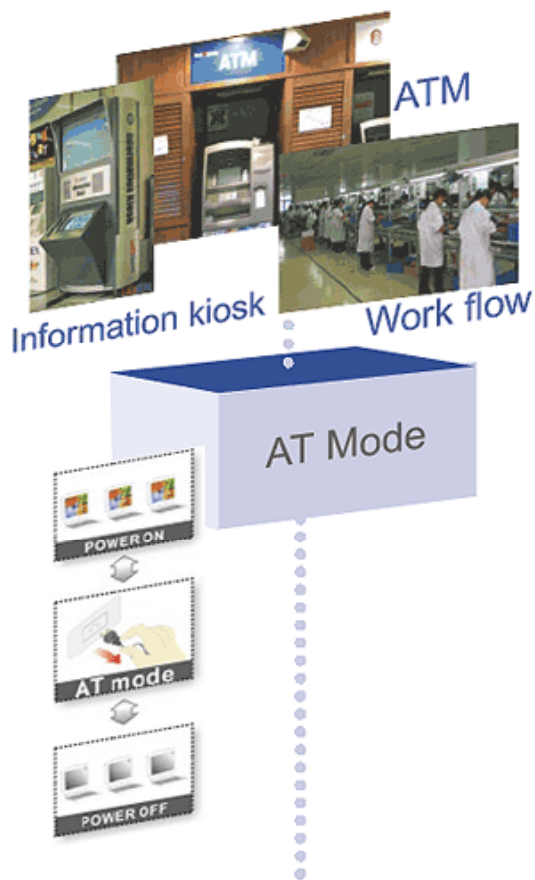 ATM
ATM
Information kiosk
Work flow
AT Mode
POWER ON
AT mode
POWER OFF